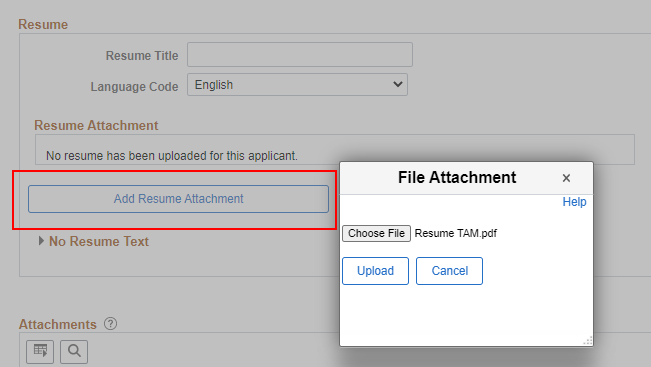 Resume
Resume Title
Language Code English
Resume Attachment
No resume has been uploaded for this applicant.
Add Resume Attachment
No Resume Text
Attachments ?
File Attachment ×
Help
Choose File Resume TAM.pdf
Upload Cancel